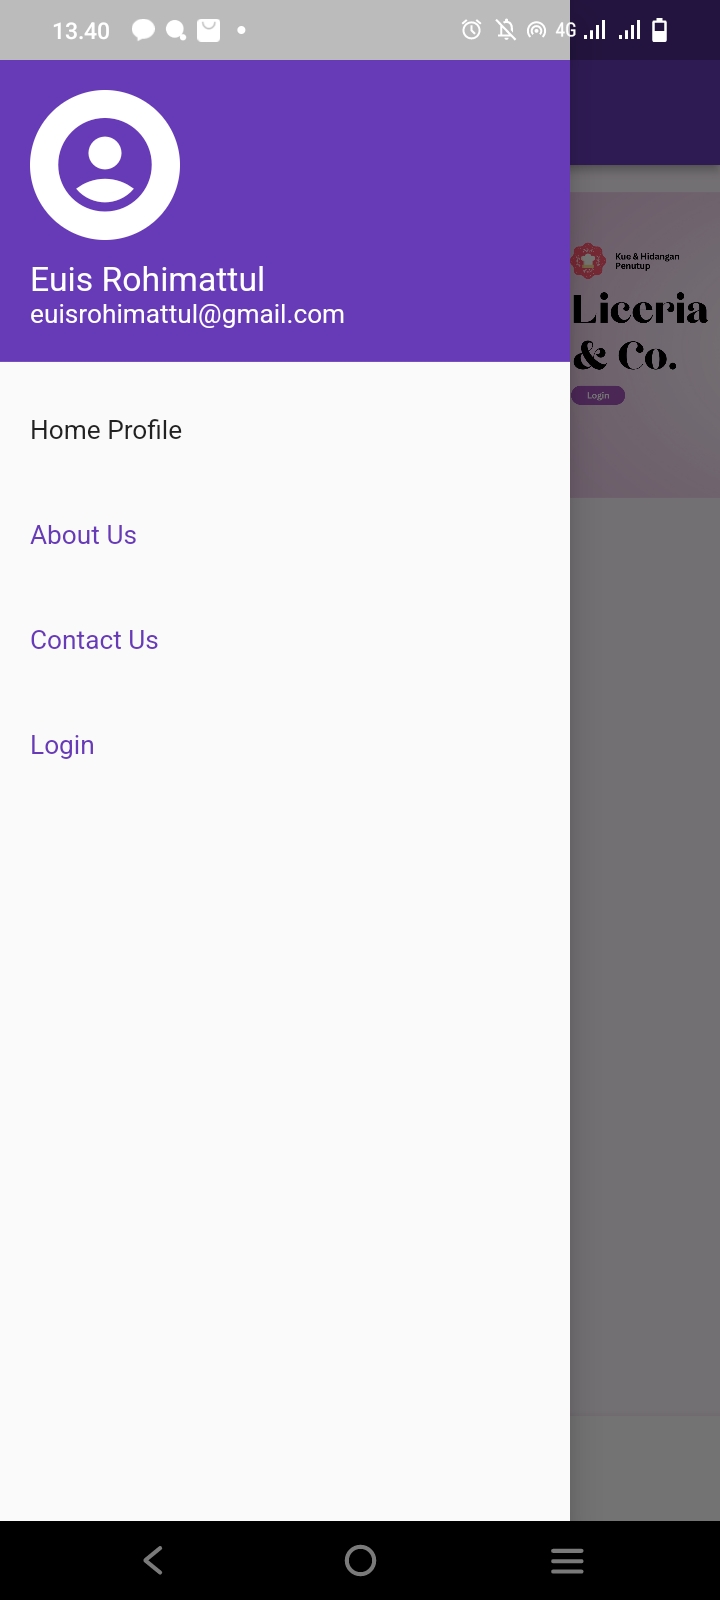 13.40
4G
Euis Rohimattul
euisrohimattul@gmail.com
Home Profile
About Us
Contact Us
Login
Kue & Hidangan
Penutup
Liceria
& Co.
Login